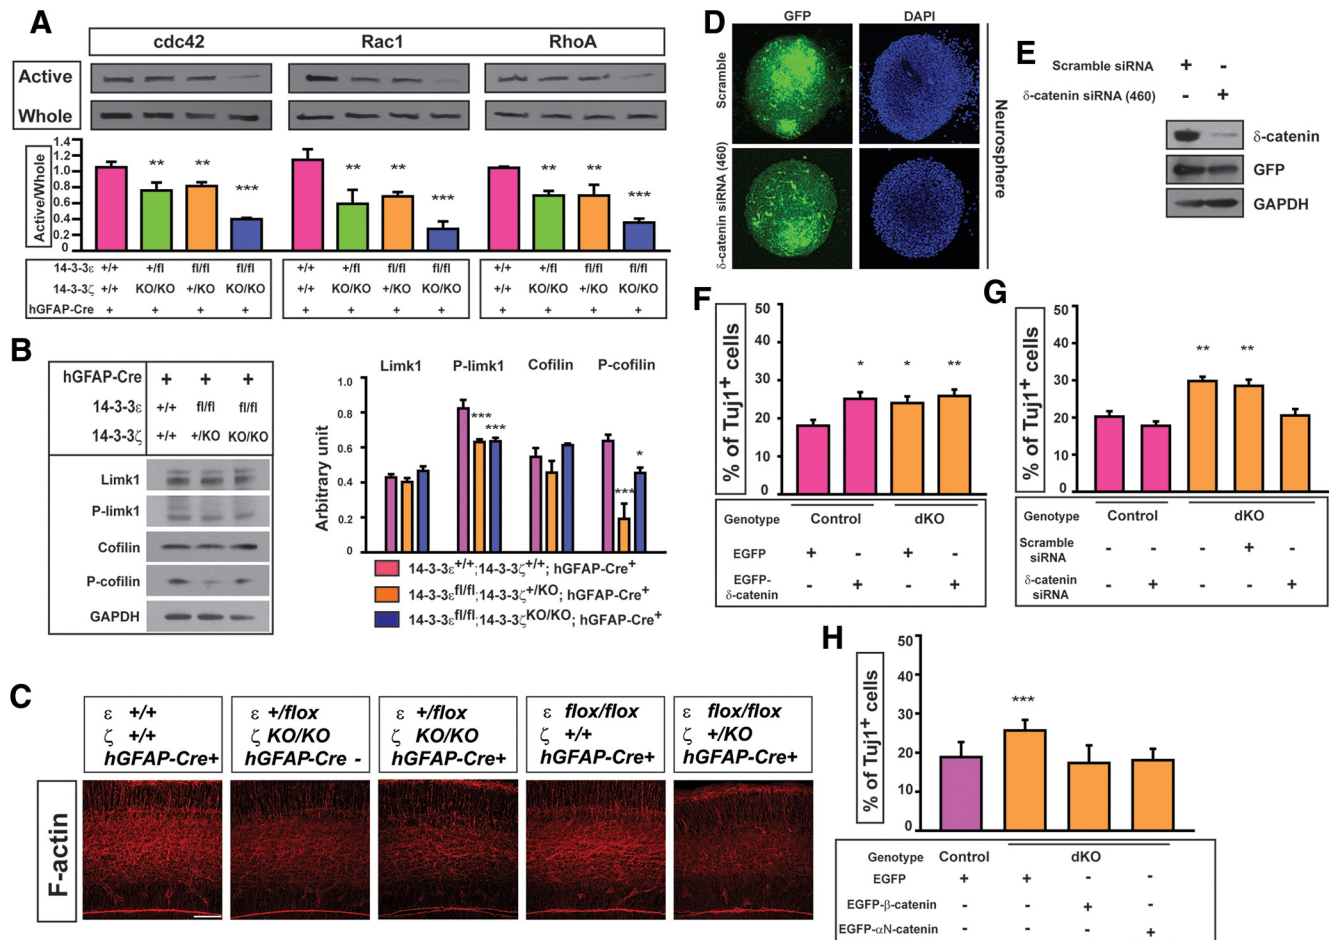 A
cdc42 Rac1 RhoA
Active
Whole
Active/Whole
1.4
1.2
1.0
0.8
0.6
0.4
0.2
0
** ** *** ** ** *** ** ** ***
14-3-3ε +/+ +/fl fl/fl fl/fl +/+ +/fl fl/fl fl/fl +/+ +/fl fl/fl fl/fl
14-3-3ζ +/+ KO/KO +/KO KO/KO +/+ KO/KO +/KO KO/KO +/+ KO/KO +/KO KO/KO
hGFAP-Cre + + + + + + + + + + + +
B
hGFAP-Cre + + +
14-3-3ε +/+ fl/fl fl/fl
14-3-3ζ +/+ +/KO KO/KO
Limk1
P-limk1
Cofilin
P-cofilin
GAPDH
Limk1 P-limk1 Cofilin P-cofilin
Arbitrary unit
1.0
0.8
0.6
0.4
0.2
0
*** *** *** *
14-3-3ε+/+;14-3-3ζ+/+; hGFAP-Cre+
14-3-3εfl/fl;14-3-3ζ+/KO; hGFAP-Cre+
14-3-3εfl/fl;14-3-3ζKO/KO; hGFAP-Cre+
C
ε +/+
ζ +/+
hGFAP-Cre+
ε +/flox
ζ KO/KO
hGFAP-Cre -
ε +/flox
ζ KO/KO
hGFAP-Cre+
ε flox/flox
ζ +/+
hGFAP-Cre+
ε flox/flox
ζ +/KO
hGFAP-Cre+
F-actin
D
GFP DAPI
Scramble
δ-catenin siRNA (460)
Neurosphere
E
Scramble siRNA + -
δ-catenin siRNA (460) - +
δ-catenin
GFP
GAPDH
F
% of Tuj1+ cells
50
40
30
20
10
0
* * **
Genotype Control dKO
EGFP + - + -
EGFP-δ-catenin - + - +
G
% of Tuj1+ cells
50
40
30
20
10
0
** **
Genotype Control dKO
Scramble siRNA - - - + -
δ-catenin siRNA - + - - +
H
% of Tuj1+ cells
50
40
30
20
10
0
***
Genotype Control dKO
EGFP + + - -
EGFP-β-catenin - - + -
EGFP-αN-catenin - - - +